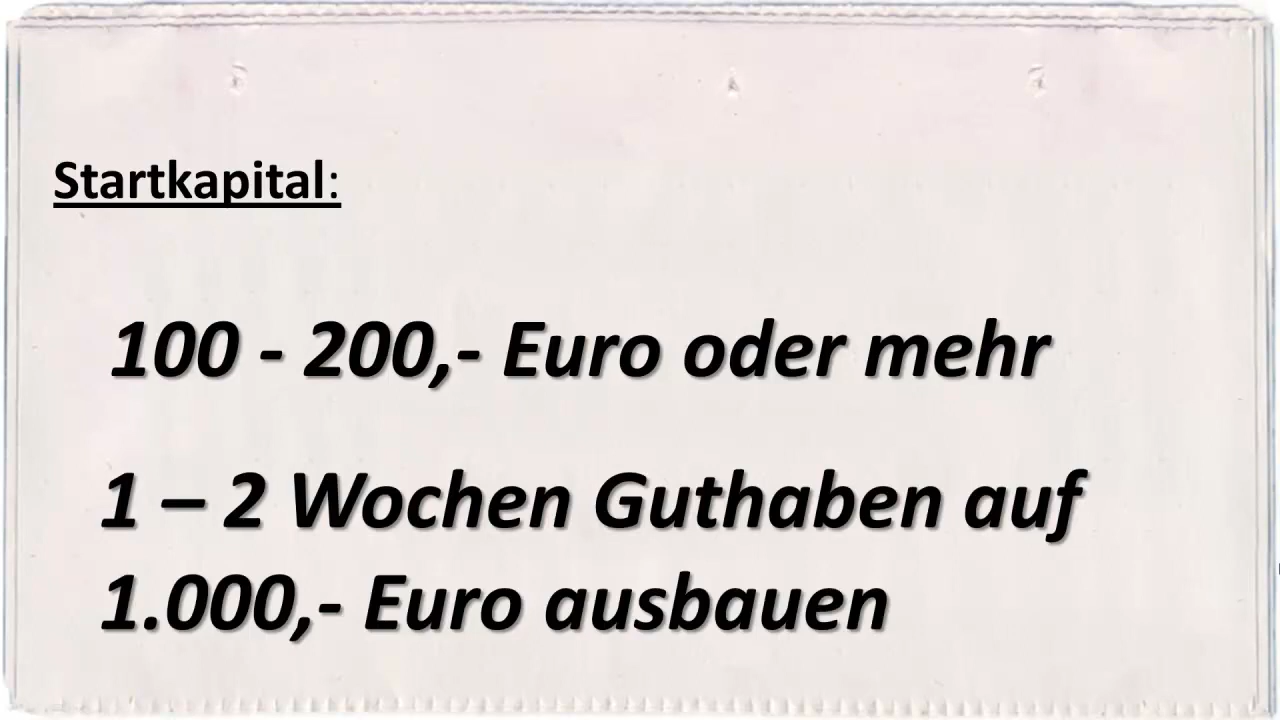 Startkapital:
100 - 200,- Euro oder mehr
1 – 2 Wochen Guthaben auf
1.000,- Euro ausbauen